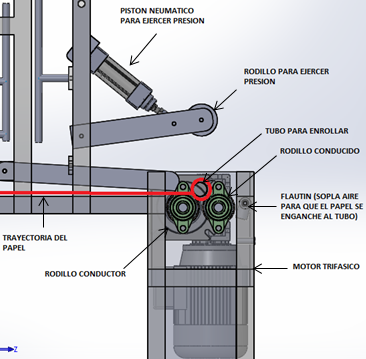 PISTON NEUMATICO
PARA EJERCER PRESION
RODILLO PARA EJERCER
PRESION
TUBO PARA ENROLLAR
RODILLO CONDUCIDO
FLAUTIN (SOPLA AIRE
PARA QUE EL PAPEL SE
ENGANCHE AL TUBO)
TRAYECTORIA DEL
PAPEL
RODILLO CONDUCTOR
MOTOR TRIFASICO
Z